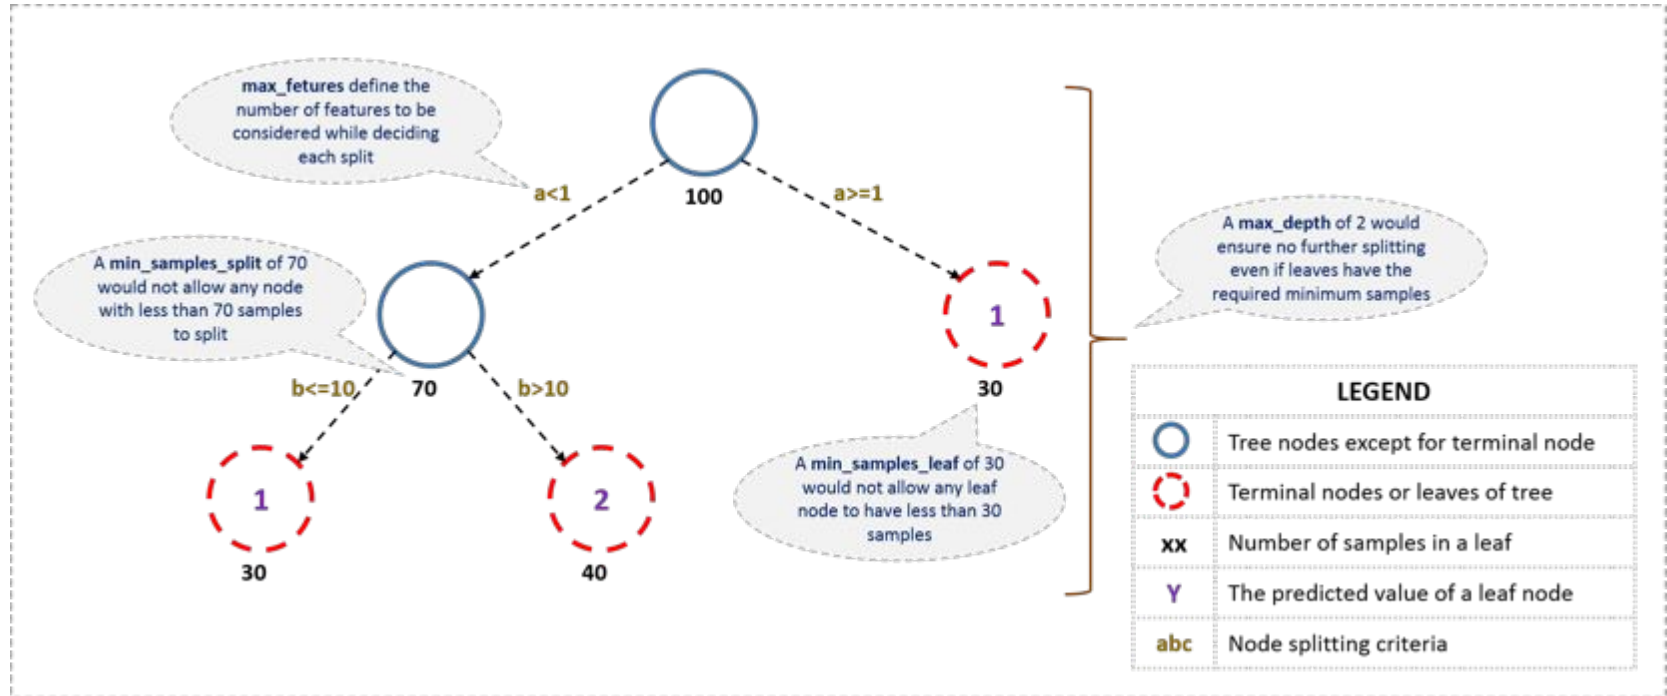 max_fetures define the
number of features to be
considered while deciding
each split
a<1
100
a>=1
A min_samples_split of 70
would not allow any node
with less than 70 samples
to split
1
30
A max_depth of 2 would
ensure no further splitting
even if leaves have the
required minimum samples
b<=10
70
b>10
1
30
2
40
A min_samples_leaf of 30
would not allow any leaf
node to have less than 30
samples
LEGEND
Tree nodes except for terminal node
Terminal nodes or leaves of tree
xx Number of samples in a leaf
Y The predicted value of a leaf node
abc Node splitting criteria